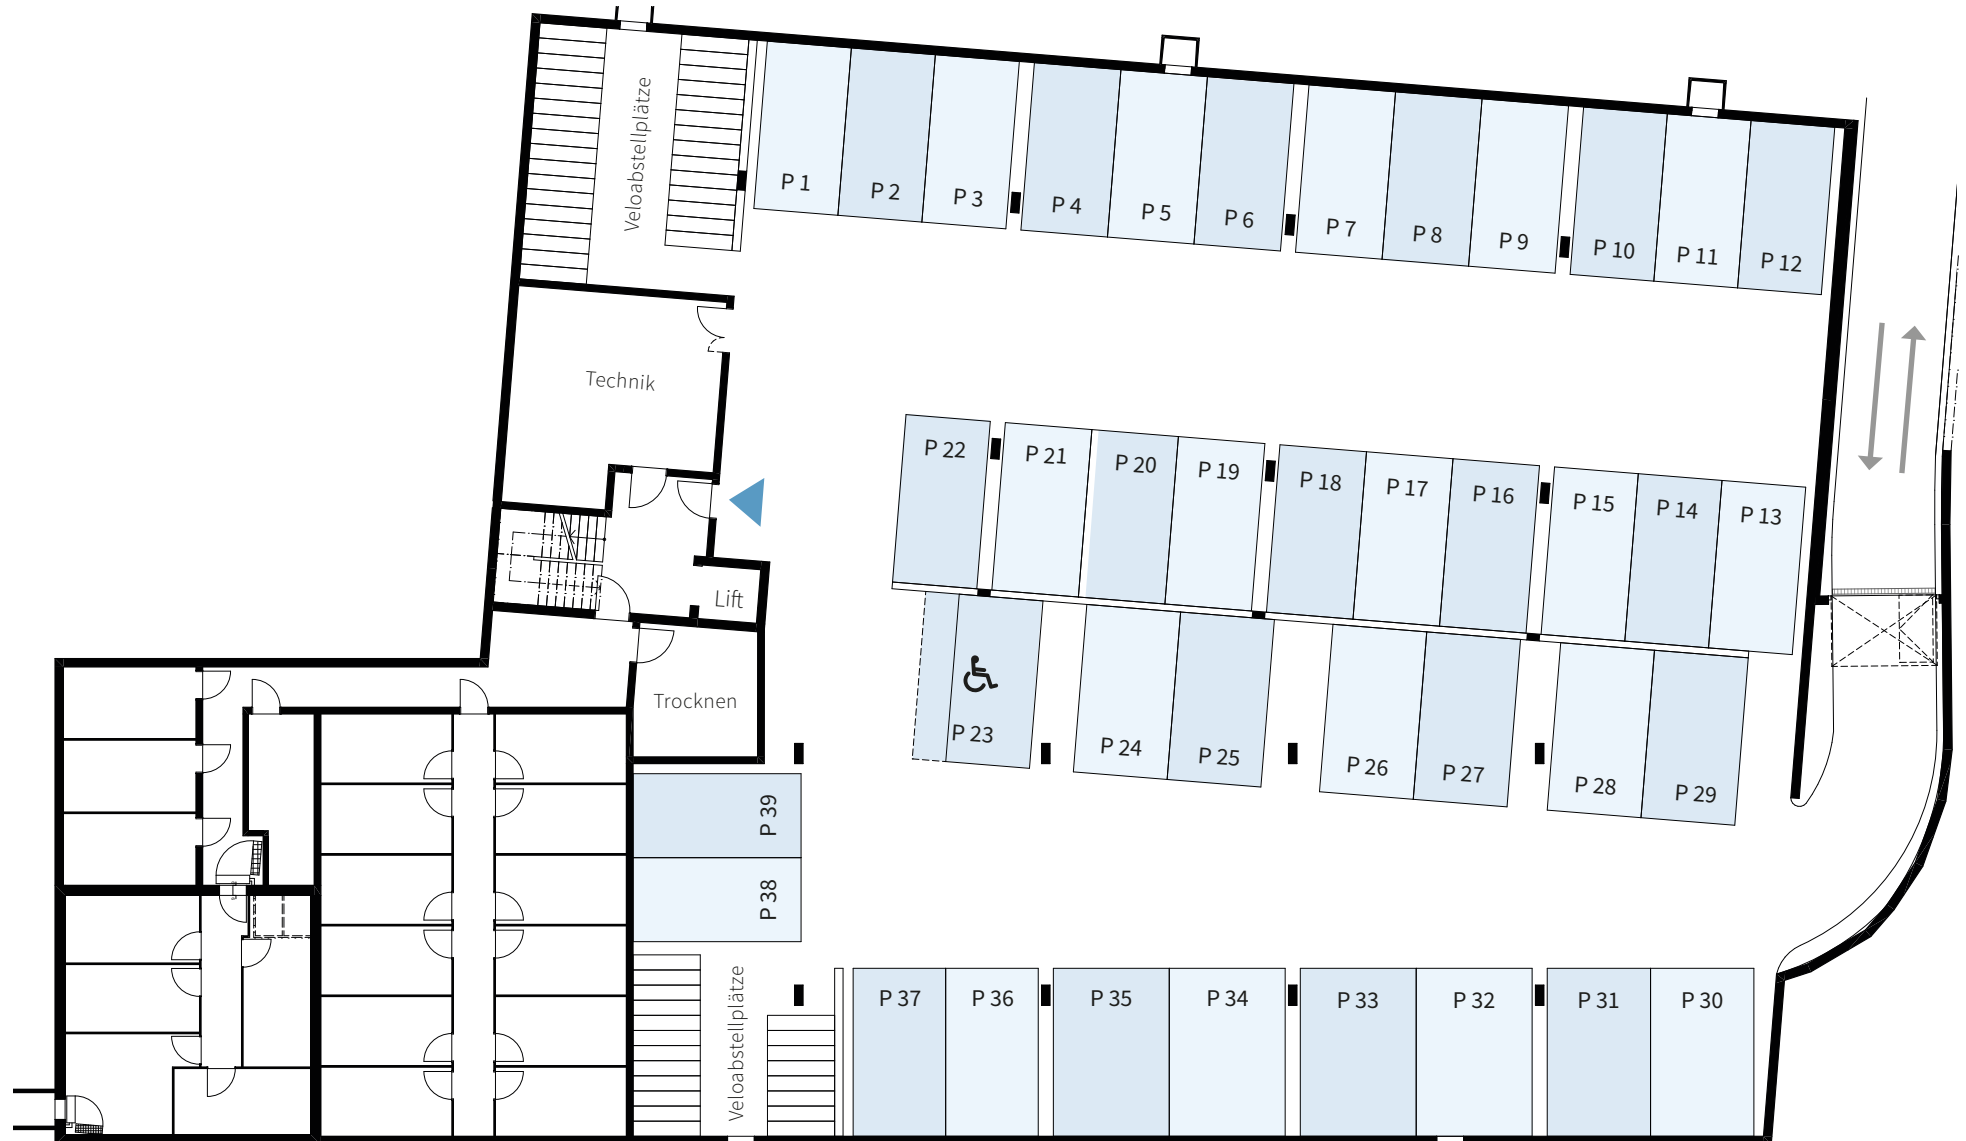 Veloabstellplätze
P 1
P 2
P 3
P 4
P 5
P 6
P 7
P 8
P 9
P 10
P 11
P 12
Technik
P 22
P 21
P 20
P 19
P 18
P 17
P 16
P 15
P 14
P 13
Lift
Trocknen
P 23
P 24
P 25
P 26
P 27
P 28
P 29
P 39
P 38
Veloabstellplätze
P 37
P 36
P 35
P 34
P 33
P 32
P 31
P 30